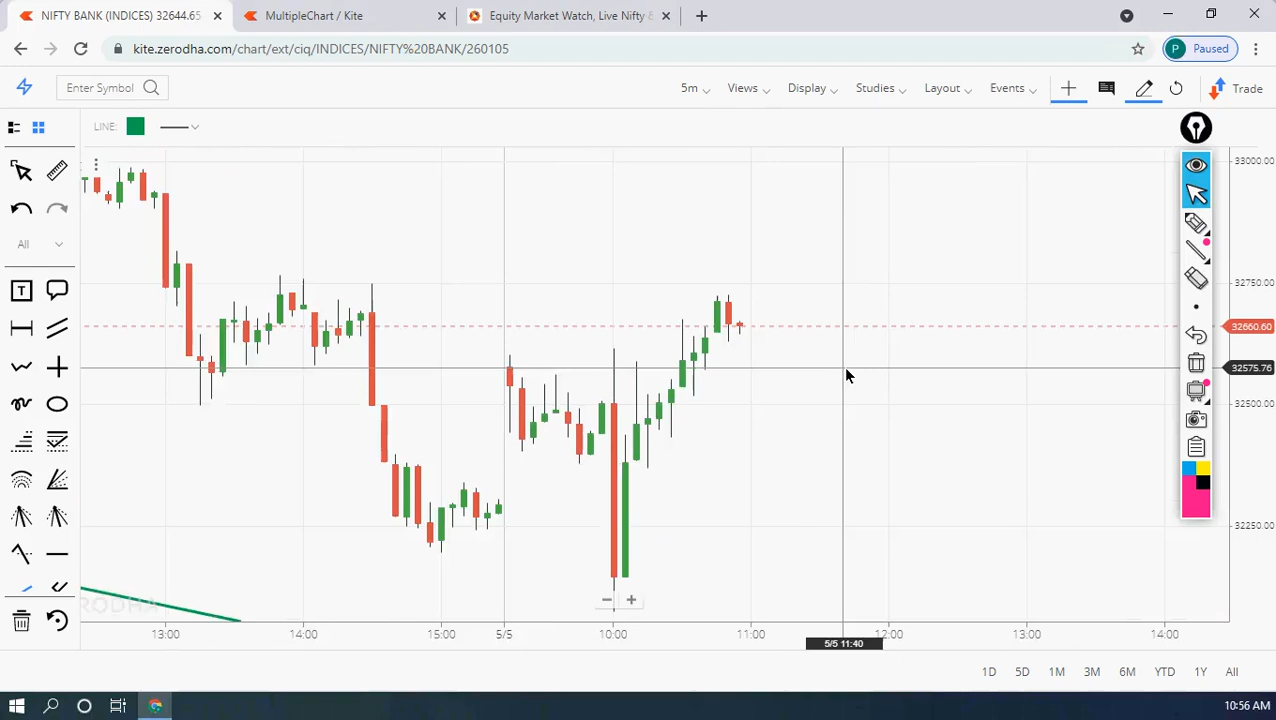 NIFTY BANK (INDICES) 32644.65
MultipleChart / Kite
Equity Market Watch, Live Nifty &
kite.zerodha.com/chart/ext/ciq/INDICES/NIFTY%20BANK/260105
P Paused
Enter Symbol
5m
Views
Display
Studies
Layout
Events
Trade
LINE:
33000.00
All
32750.00
T
32660.60
32575.76
32500.00
32250.00
RODHA
13:00
14:00
15:00
5/5
10:00
11:00
12:00
13:00
14:00
5/5 11:40
1D
5D
1M
3M
6M
YTD
1Y
All
10:56 AM